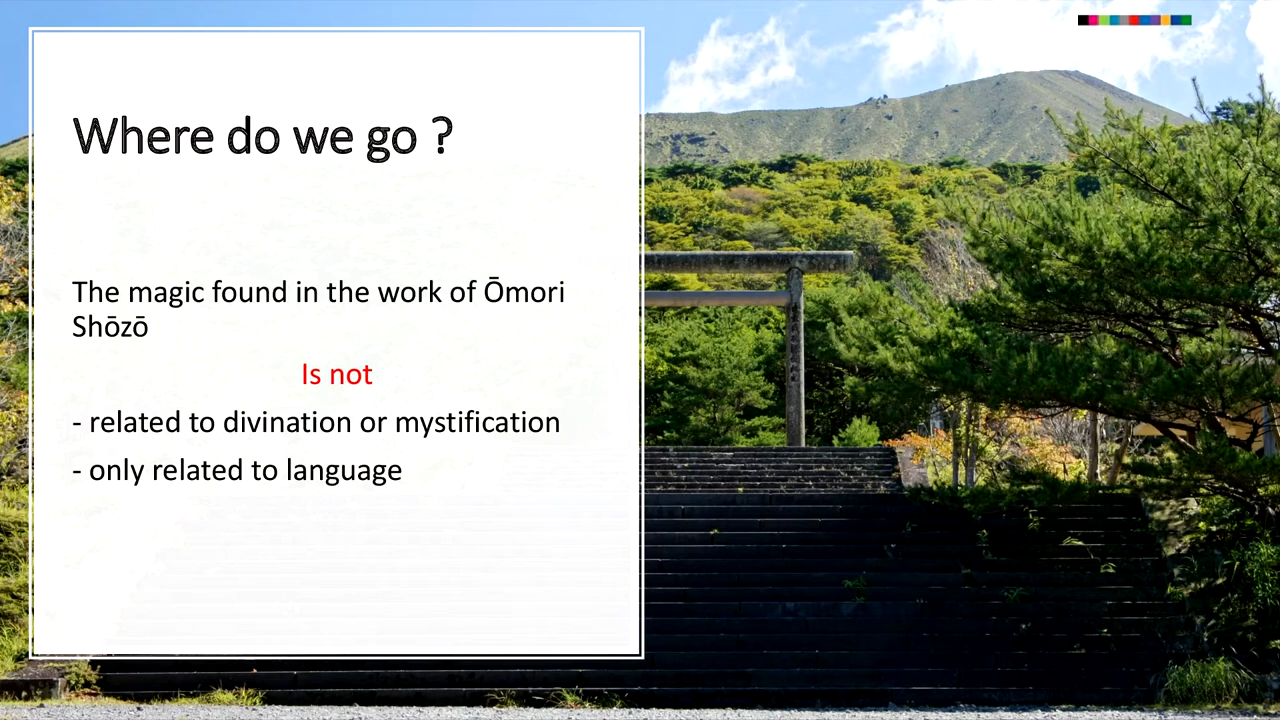 Where do we go ?
The magic found in the work of Ōmori
Shōzō
Is not
- related to divination or mystification
- only related to language